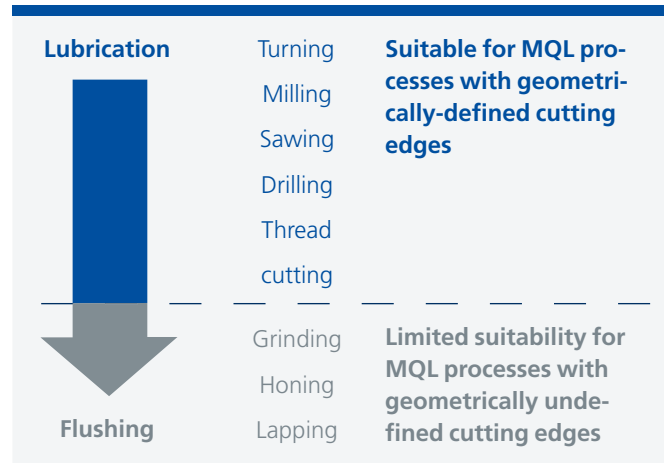 Lubrication
Turning
Milling
Sawing
Drilling
Thread
cutting
Suitable for MQL pro-
cesses with geometri-
cally-defined cutting
edges
Flushing
Grinding
Honing
Lapping
Limited suitability for
MQL processes with
geometrically unde-
fined cutting edges